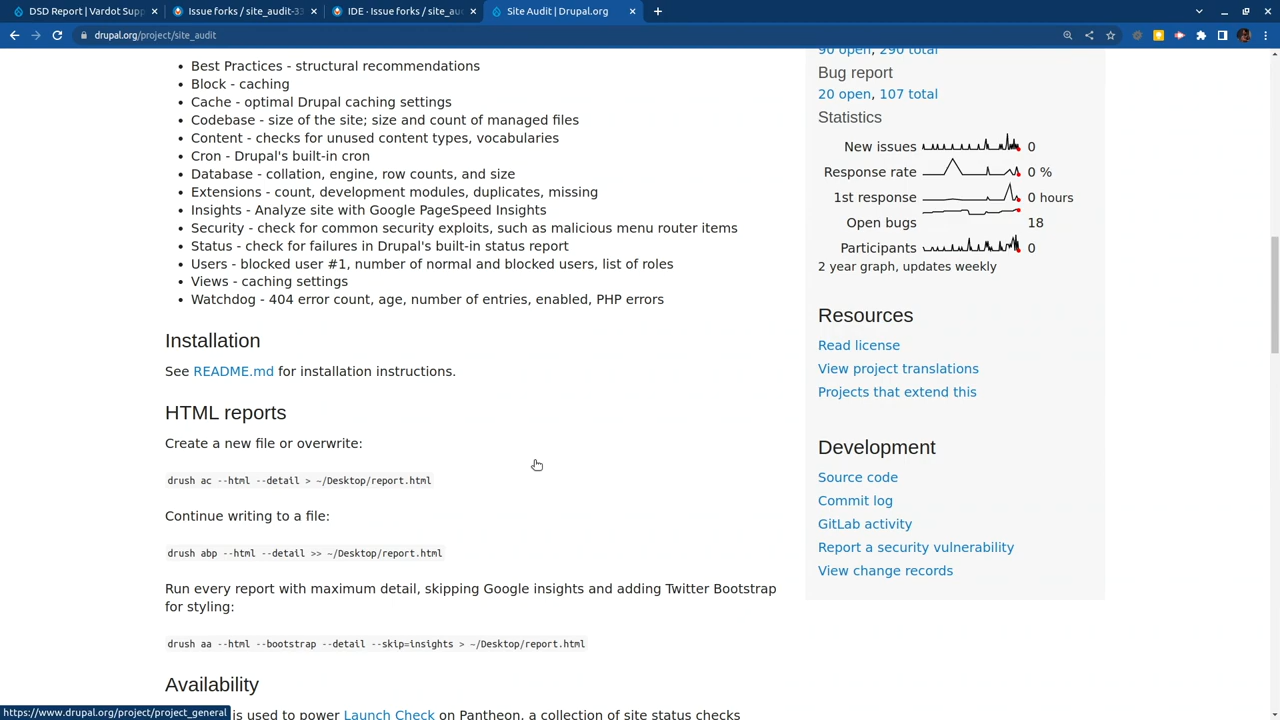 DSD Report | Vardot Supp
Issue forks / site_audit-33
IDE · Issue forks / site_au
Site Audit | Drupal.org
drupal.org/project/site_audit
Best Practices - structural recommendations
Block - caching
Cache - optimal Drupal caching settings
Codebase - size of the site; size and count of managed files
Content - checks for unused content types, vocabularies
Cron - Drupal's built-in cron
Database - collation, engine, row counts, and size
Extensions - count, development modules, duplicates, missing
Insights - Analyze site with Google PageSpeed Insights
Security - check for common security exploits, such as malicious menu router items
Status - check for failures in Drupal's built-in status report
Users - blocked user #1, number of normal and blocked users, list of roles
Views - caching settings
Watchdog - 404 error count, age, number of entries, enabled, PHP errors
Installation
See README.md for installation instructions.
HTML reports
Create a new file or overwrite:
drush ac --html --detail > ~/Desktop/report.html
Continue writing to a file:
drush abp --html --detail >> ~/Desktop/report.html
Run every report with maximum detail, skipping Google insights and adding Twitter Bootstrap
for styling:
drush aa --html --bootstrap --detail --skip=insights > ~/Desktop/report.html
Availability
is used to power Launch Check on Pantheon, a collection of site status checks
https://www.drupal.org/project/project_general
90 open, 290 total
Bug report
20 open, 107 total
Statistics
New issues 0
Response rate 0 %
1st response 0 hours
Open bugs 18
Participants 0
2 year graph, updates weekly
Resources
Read license
View project translations
Projects that extend this
Development
Source code
Commit log
GitLab activity
Report a security vulnerability
View change records